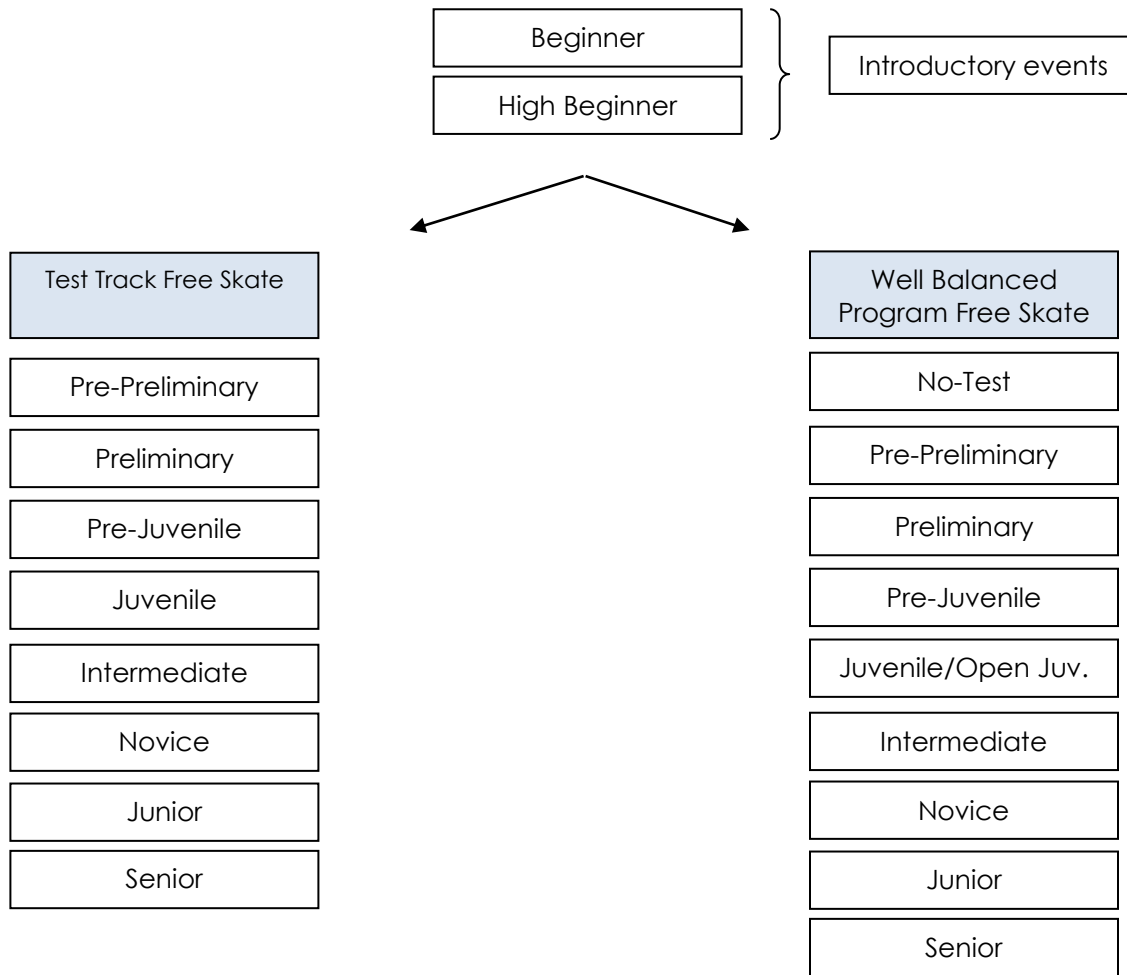 Beginner
High Beginner
Introductory events
Test Track Free Skate
Pre-Preliminary
Preliminary
Pre-Juvenile
Juvenile
Intermediate
Novice
Junior
Senior
Well Balanced
Program Free Skate
No-Test
Pre-Preliminary
Preliminary
Pre-Juvenile
Juvenile/Open Juv.
Intermediate
Novice
Junior
Senior